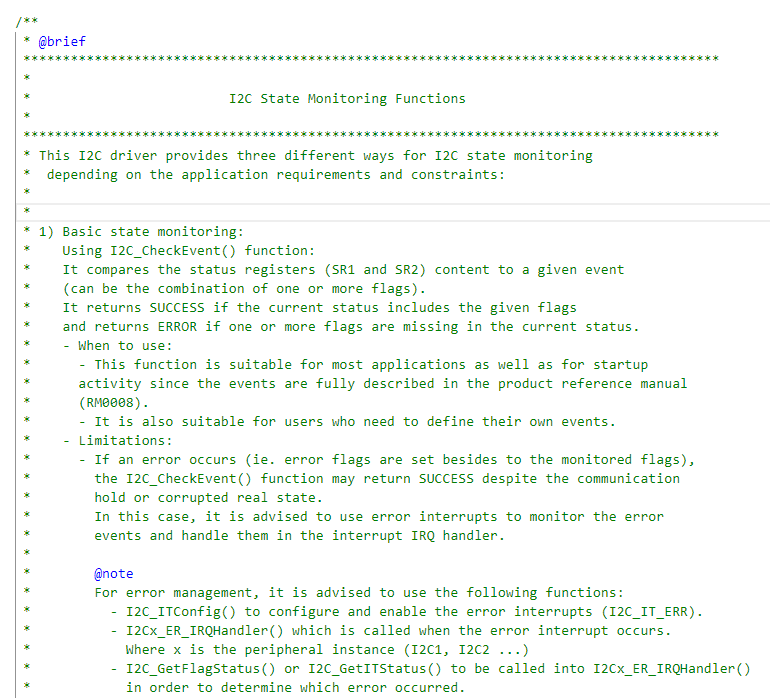 /**
 * @brief
 ****************************************************************************************
 *
 *                         I2C State Monitoring Functions
 *
 ****************************************************************************************
 * This I2C driver provides three different ways for I2C state monitoring
 *  depending on the application requirements and constraints:
 *
 *
 * 1) Basic state monitoring:
 *    Using I2C_CheckEvent() function:
 *    It compares the status registers (SR1 and SR2) content to a given event
 *    (can be the combination of one or more flags).
 *    It returns SUCCESS if the current status includes the given flags
 *    and returns ERROR if one or more flags are missing in the current status.
 *    - When to use:
 *      - This function is suitable for most applications as well as for startup
 *      activity since the events are fully described in the product reference manual
 *      (RM0008).
 *      - It is also suitable for users who need to define their own events.
 *    - Limitations:
 *      - If an error occurs (ie. error flags are set besides to the monitored flags),
 *        the I2C_CheckEvent() function may return SUCCESS despite the communication
 *        hold or corrupted real state.
 *        In this case, it is advised to use error interrupts to monitor the error
 *        events and handle them in the interrupt IRQ handler.
 *
 *        @note
 *        For error management, it is advised to use the following functions:
 *          - I2C_ITConfig() to configure and enable the error interrupts (I2C_IT_ERR).
 *          - I2Cx_ER_IRQHandler() which is called when the error interrupt occurs.
 *            Where x is the peripheral instance (I2C1, I2C2 ...)
 *          - I2C_GetFlagStatus() or I2C_GetITStatus() to be called into I2Cx_ER_IRQHandler()
 *            in order to determine which error occurred.